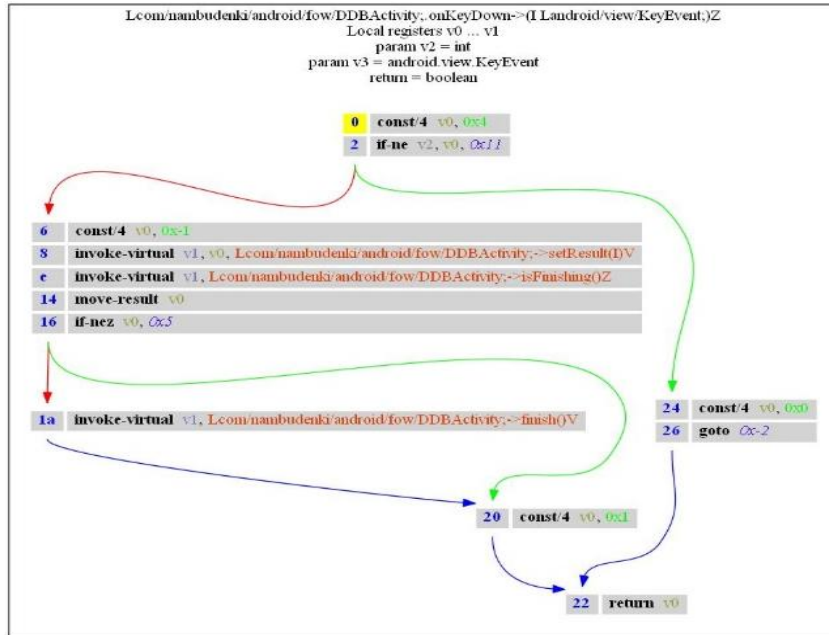 Lcom/nambudenki/android/fow/DDBActivity;.onKeyDown->(I Landroid/view/KeyEvent;)Z
Local registers v0 ... v1
param v2 = int
param v3 = android.view.KeyEvent
return = boolean
0 const/4 v0, 0x4
2 if-ne v2, v0, 0x11
6 const/4 v0, 0x-1
8 invoke-virtual v1, v0, Lcom/nambudenki/android/fow/DDBActivity;->setResult(I)V
e invoke-virtual v1, Lcom/nambudenki/android/fow/DDBActivity;->isFinishing()Z
14 move-result v0
16 if-nez v0, 0x5
1a invoke-virtual v1, Lcom/nambudenki/android/fow/DDBActivity;->finish()V
24 const/4 v0, 0x0
26 goto 0x-2
20 const/4 v0, 0x1
22 return v0